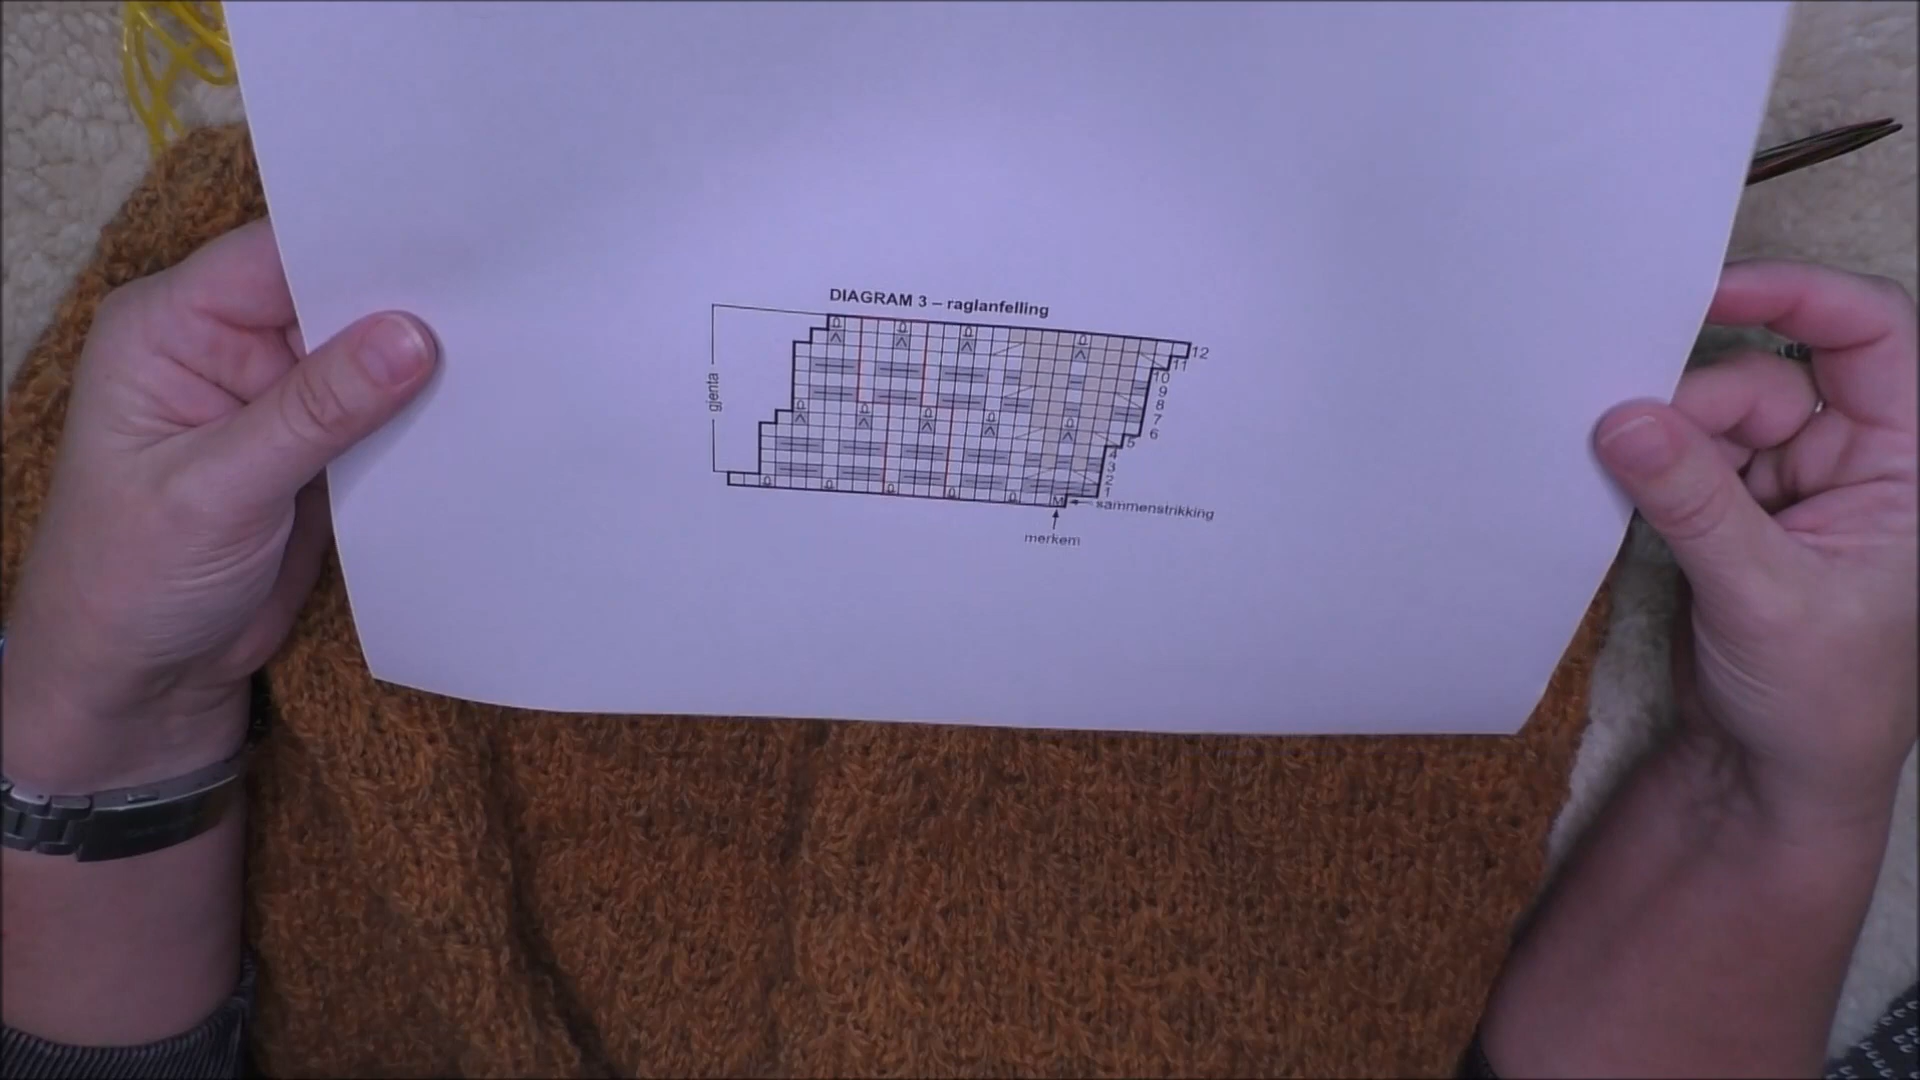 DIAGRAM 3 – raglanfelling
gjenta
12
11
10
9
8
7
6
5
4
3
2
1
M
sammenstrikking
merkem